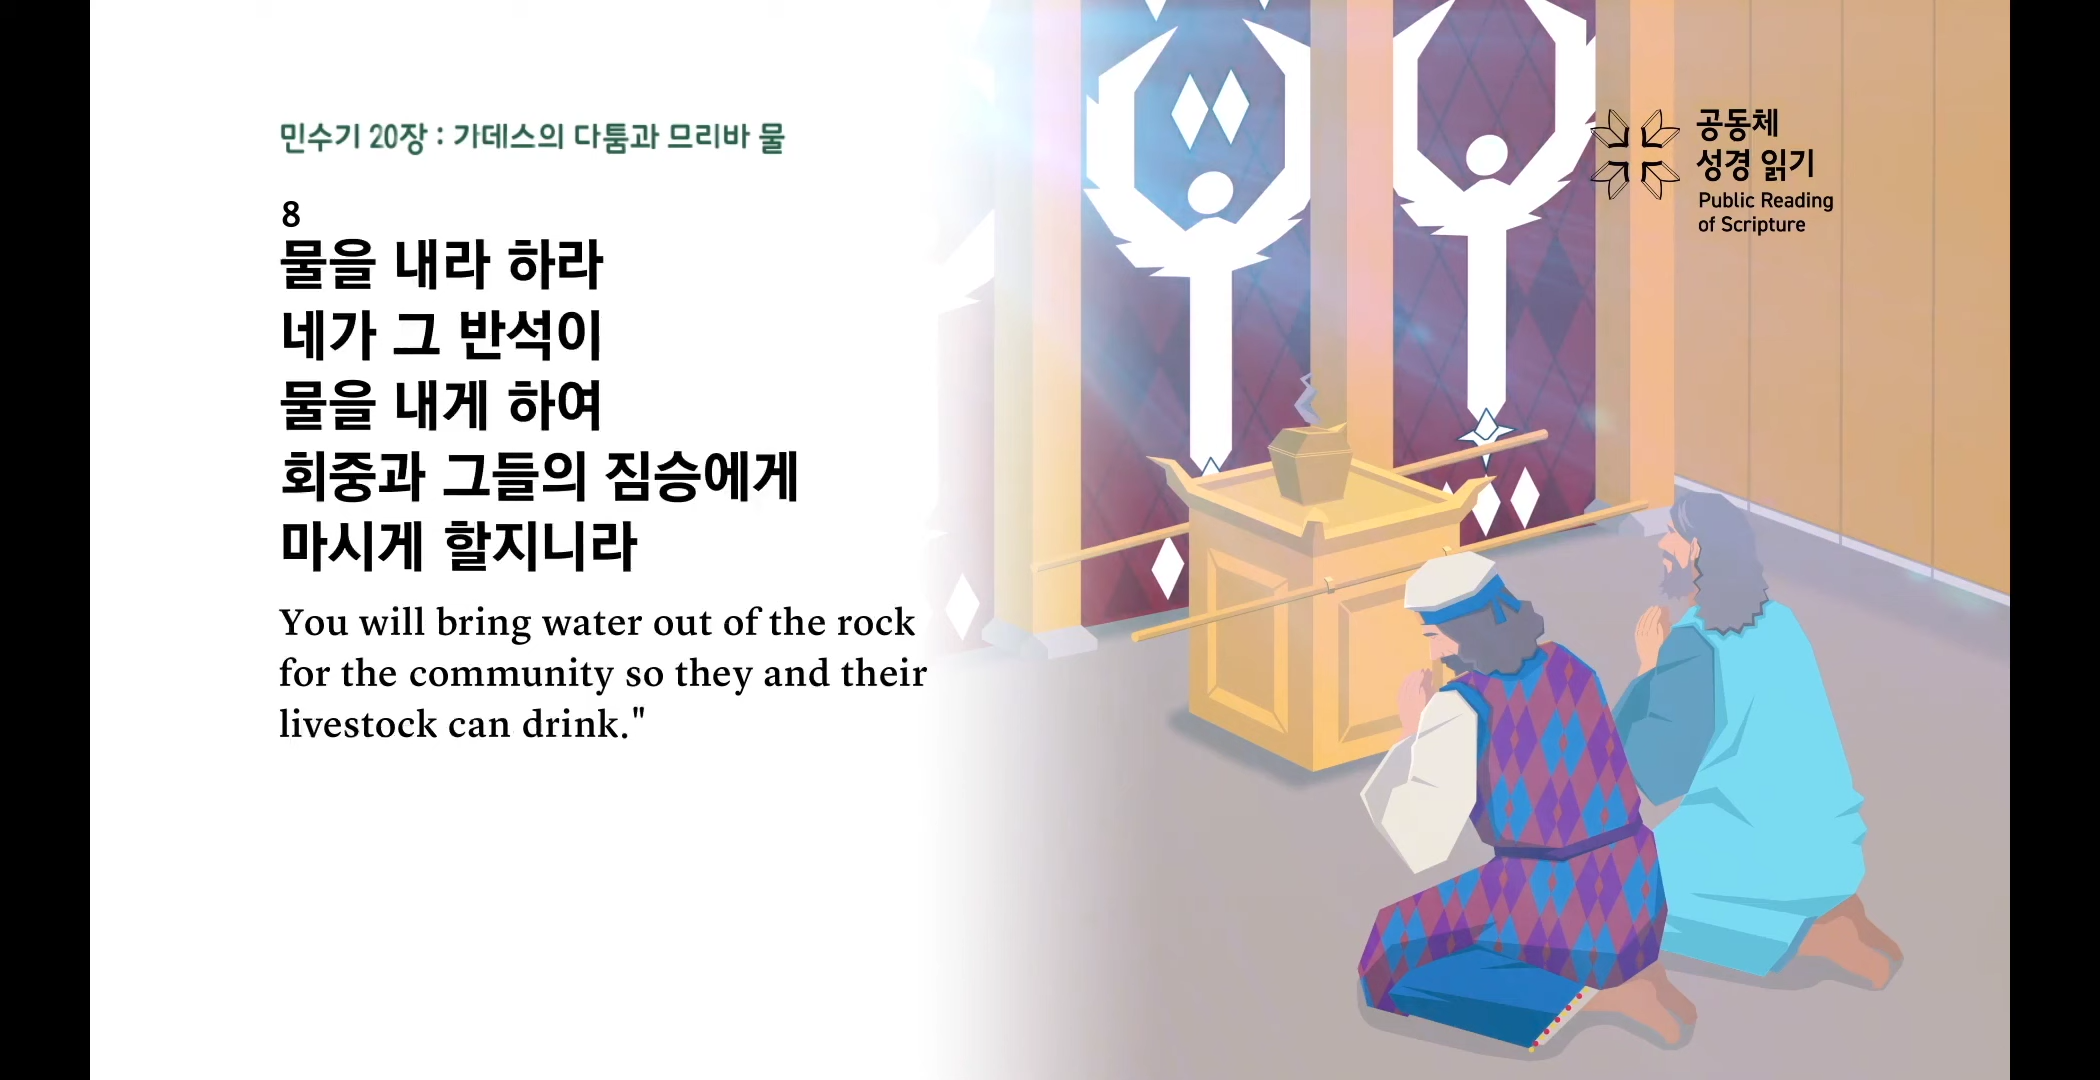 민수기 20장 : 가데스의 다툼과 므리바 물
공동체
성경 읽기
Public Reading
of Scripture
8
물을 내라 하라
네가 그 반석이
물을 내게 하여
회중과 그들의 짐승에게
마시게 할지니라
You will bring water out of the rock
for the community so they and their
livestock can drink."